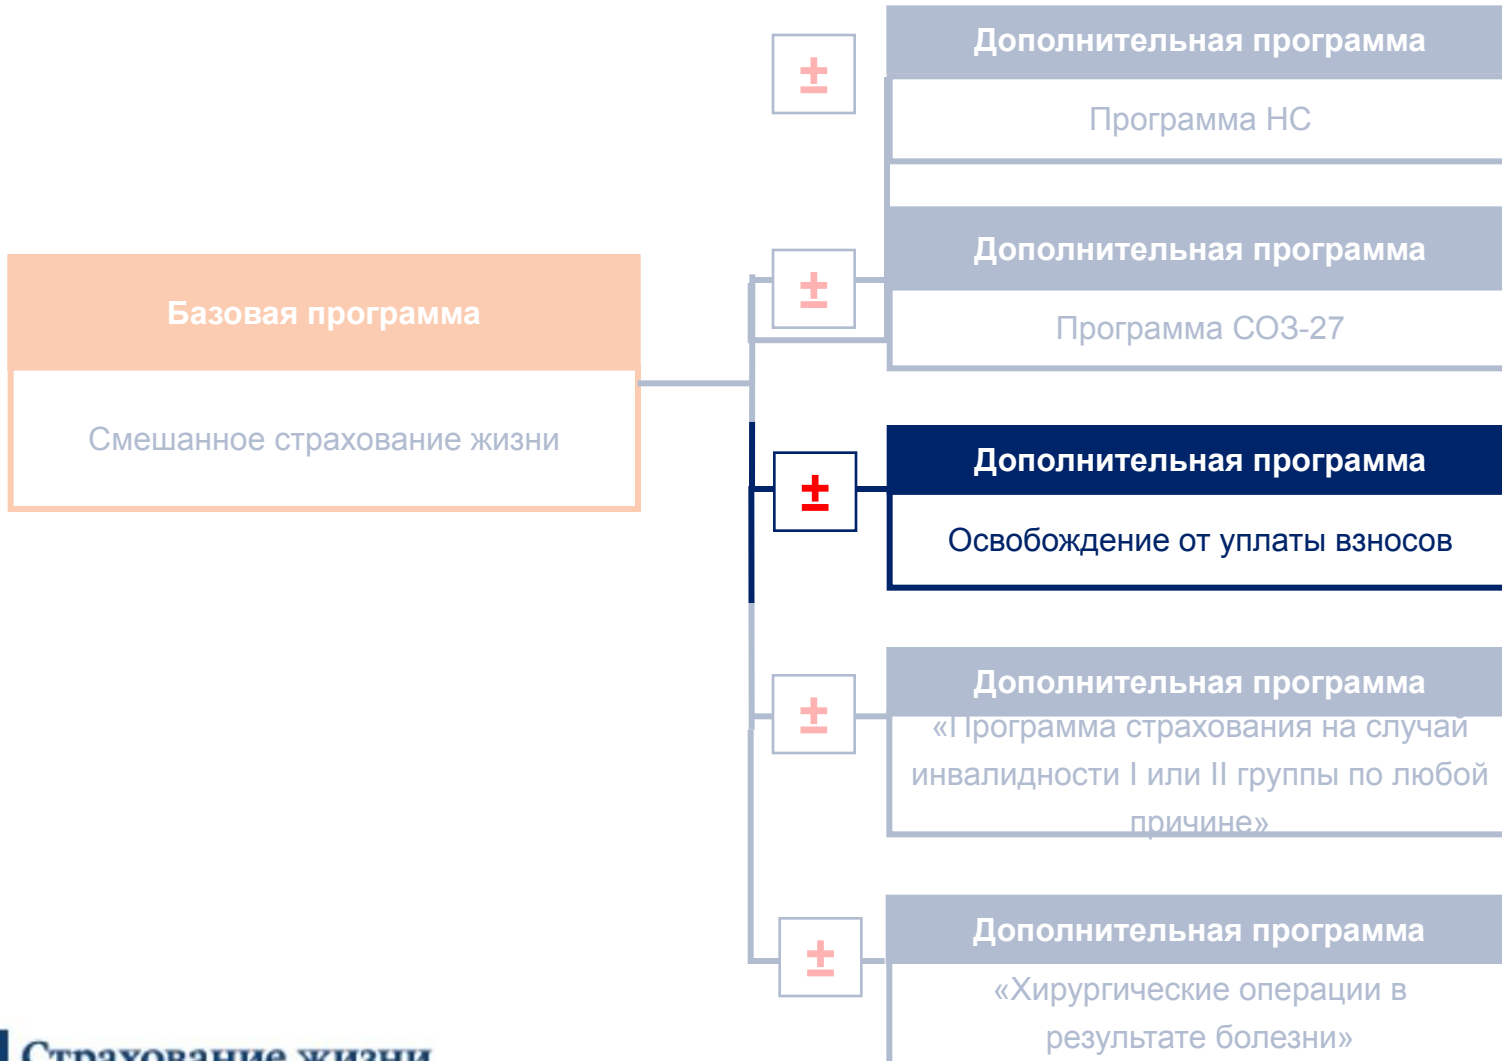 Дополнительная программа
±
Программа НС
Дополнительная программа
±
Программа СОЗ-27
Базовая программа
Смешанное страхование жизни
Дополнительная программа
±
Освобождение от уплаты взносов
Дополнительная программа
±
«Программа страхования на случай
инвалидности I или II группы по любой
причине»
Дополнительная программа
±
«Хирургические операции в
результате болезни»
Страхование жизни